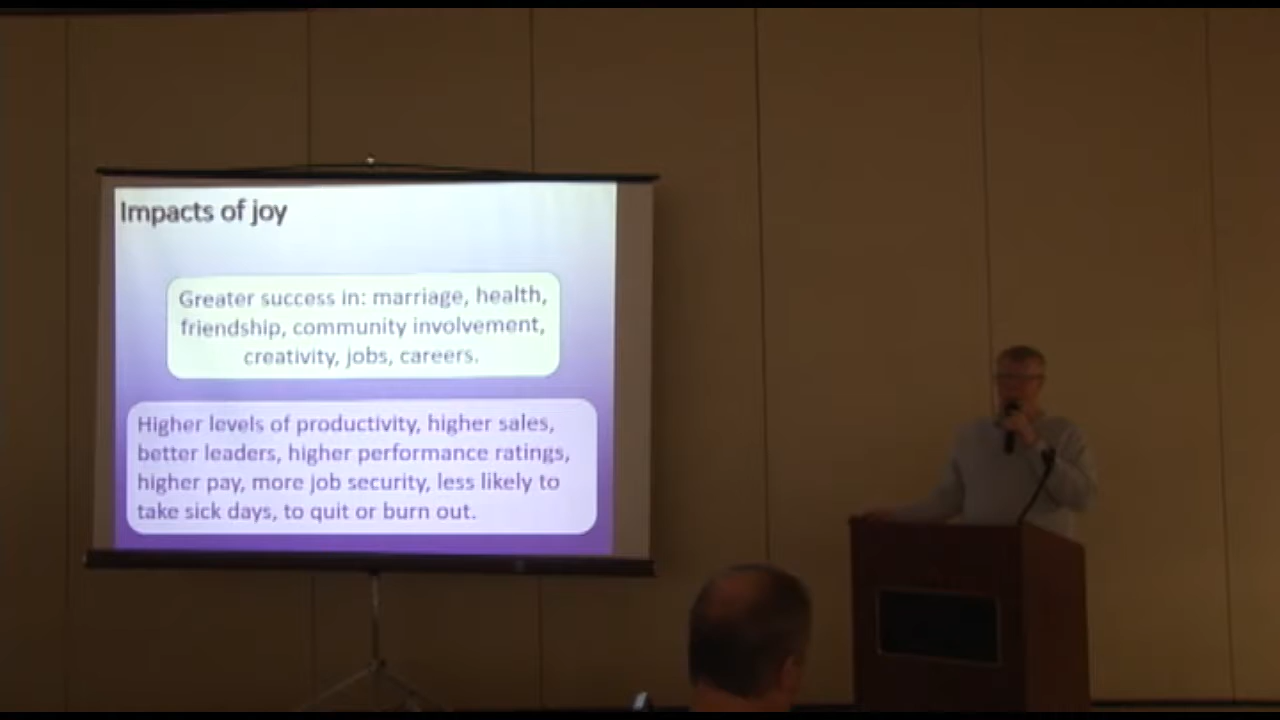 Impacts of joy
Greater success in: marriage, health,
friendship, community involvement,
creativity, jobs, careers.
Higher levels of productivity, higher sales,
better leaders, higher performance ratings,
higher pay, more job security, less likely to
take sick days, to quit or burn out.